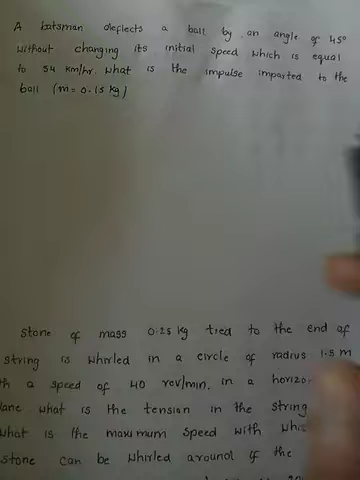 A batsman deflects a ball by an angle of 45°
without changing its initial speed which is equal
to 54 km/hr. what is the impulse imparted to the
ball (m = 0.15 kg)
Stone of mass 0.25 kg tied to the end of
string is whirled in a circle of radius 1.5 m
a speed of 40 rev/min. in a
what is the tension in the string
what is the maximum speed with
stone can be whirled around if the